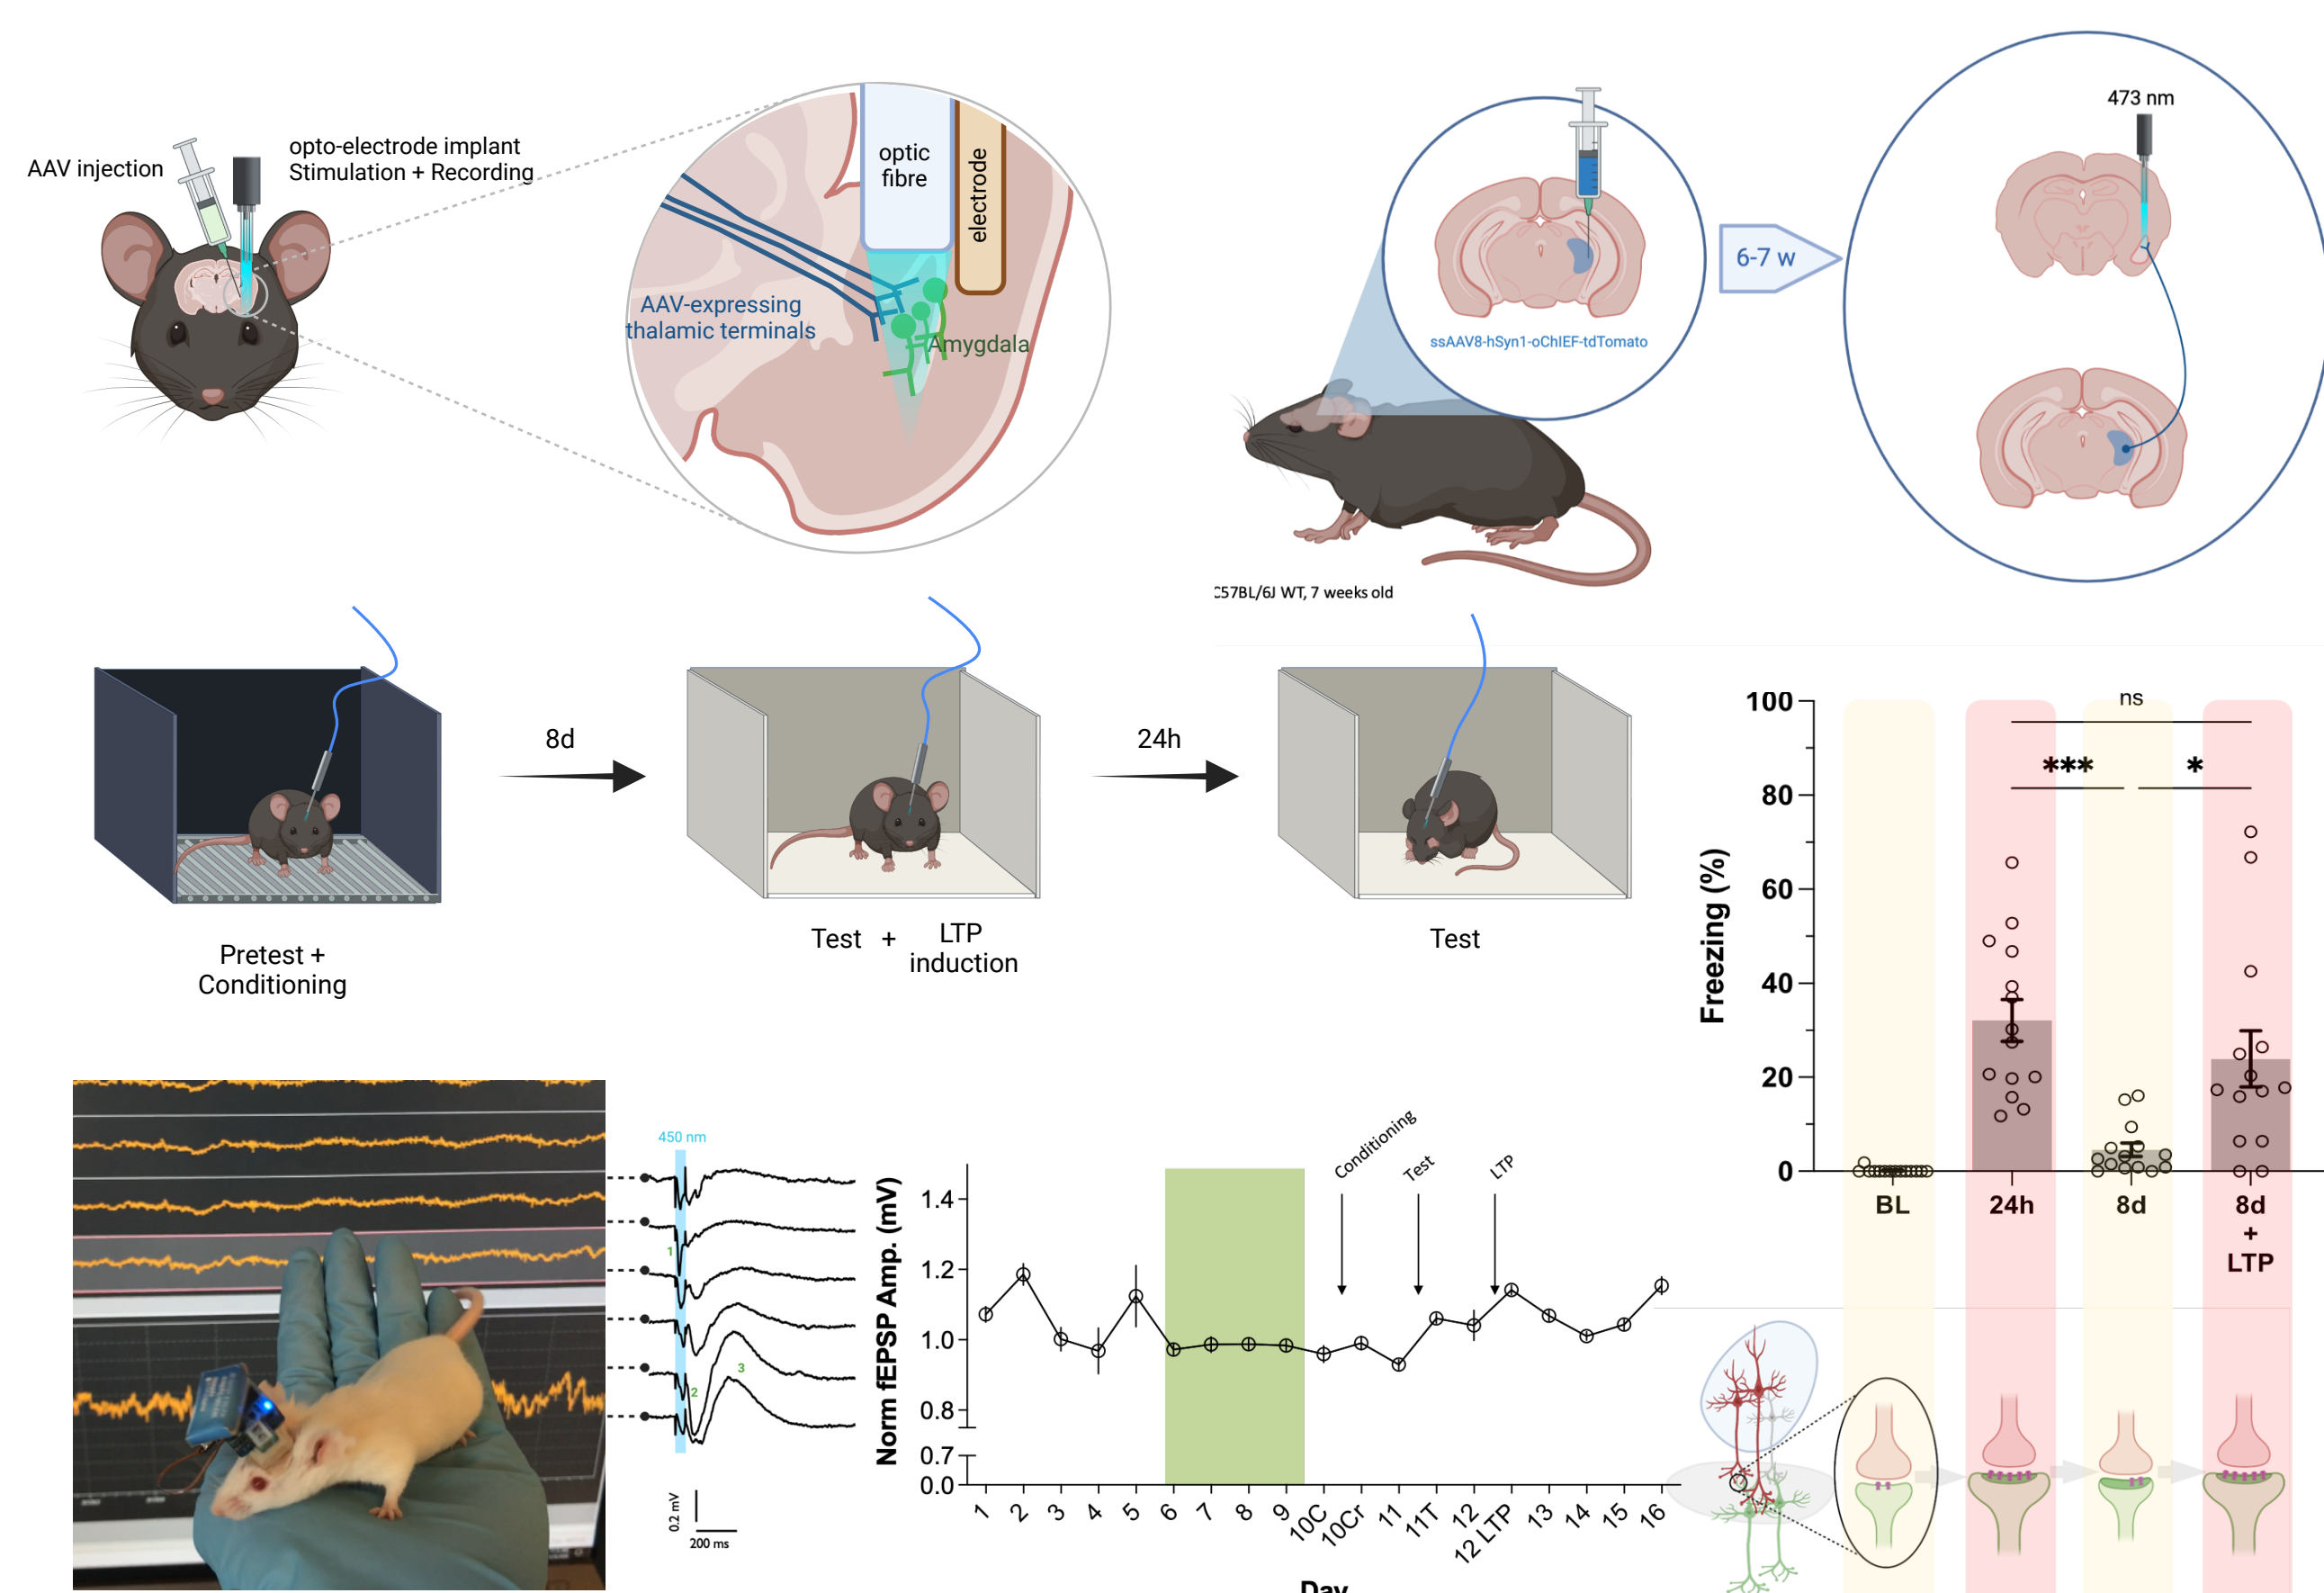 AAV injection
opto-electrode implant
Stimulation + Recording
optic
fibre
electrode
AAV-expressing
thalamic terminals
Amygdala
ssAAV8-hSyn1-oChIEF-tdTomato
C57BL/6J WT, 7 weeks old
6-7 w
473 nm
Pretest +
Conditioning
8d
Test + LTP
induction
24h
Test
Freezing (%)
100
80
60
40
20
0
ns
***
*
BL
24h
8d
8d
+
LTP
450 nm
1
2
3
0.2 mV
200 ms
Norm fEPSP Amp. (mV)
1.4
1.2
1.0
0.8
0.7
0.0
Conditioning
Test
LTP
1
2
3
4
5
6
7
8
9
10C
10Cr
11
11T
12
12 LTP
13
14
15
16
Day